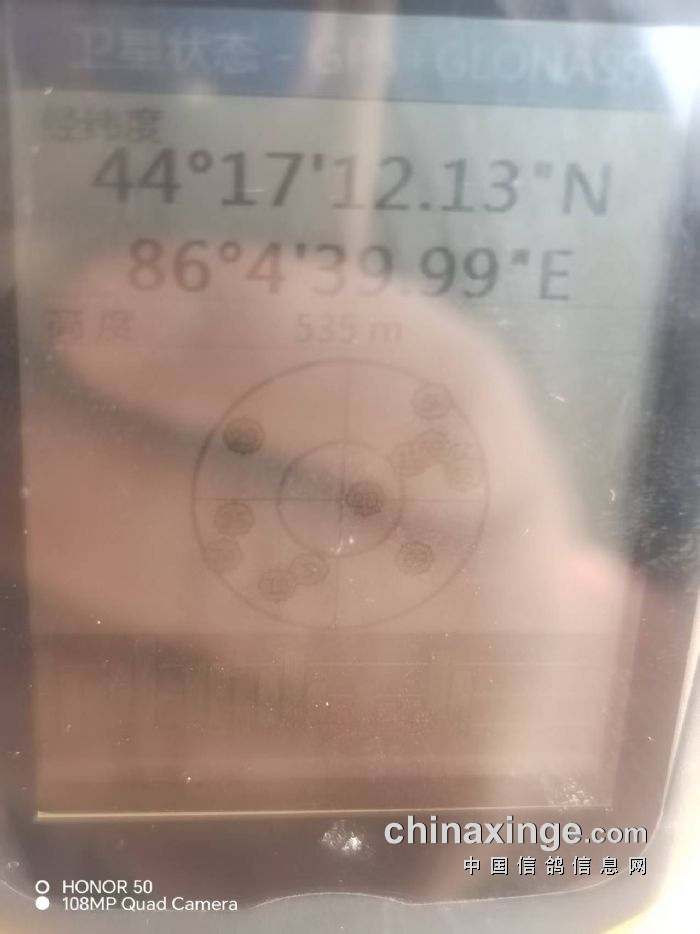 卫星状态 - GPS+GLONASS
经纬度
44°17'12.13"N
86°4'39.99"E
高度 535 m
chinaxinge.com
中国信鸽信息网
HONOR 50
108MP Quad Camera